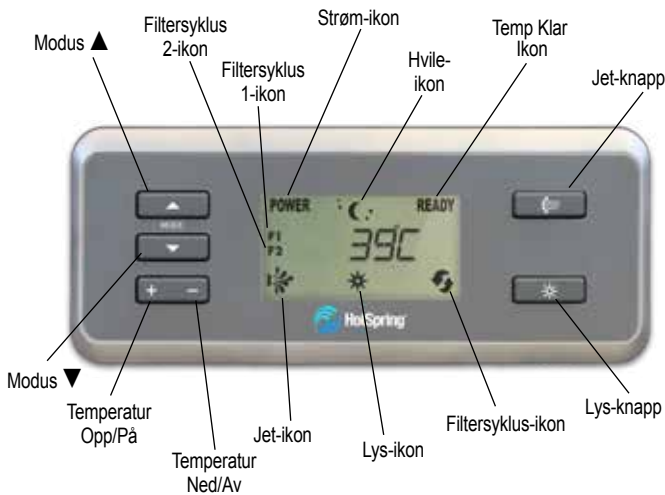 Strøm-ikon
Filtersyklus
2-ikon
Temp Klar
Ikon
Modus ▲
Hvile-
ikon
Filtersyklus
1-ikon
Jet-knapp
POWER
READY
MODE
F1
F2
39C
+ −
HotSpring
Modus ▼
Lys-knapp
Temperatur
Opp/På
Jet-ikon
Lys-ikon
Filtersyklus-ikon
Temperatur
Ned/Av